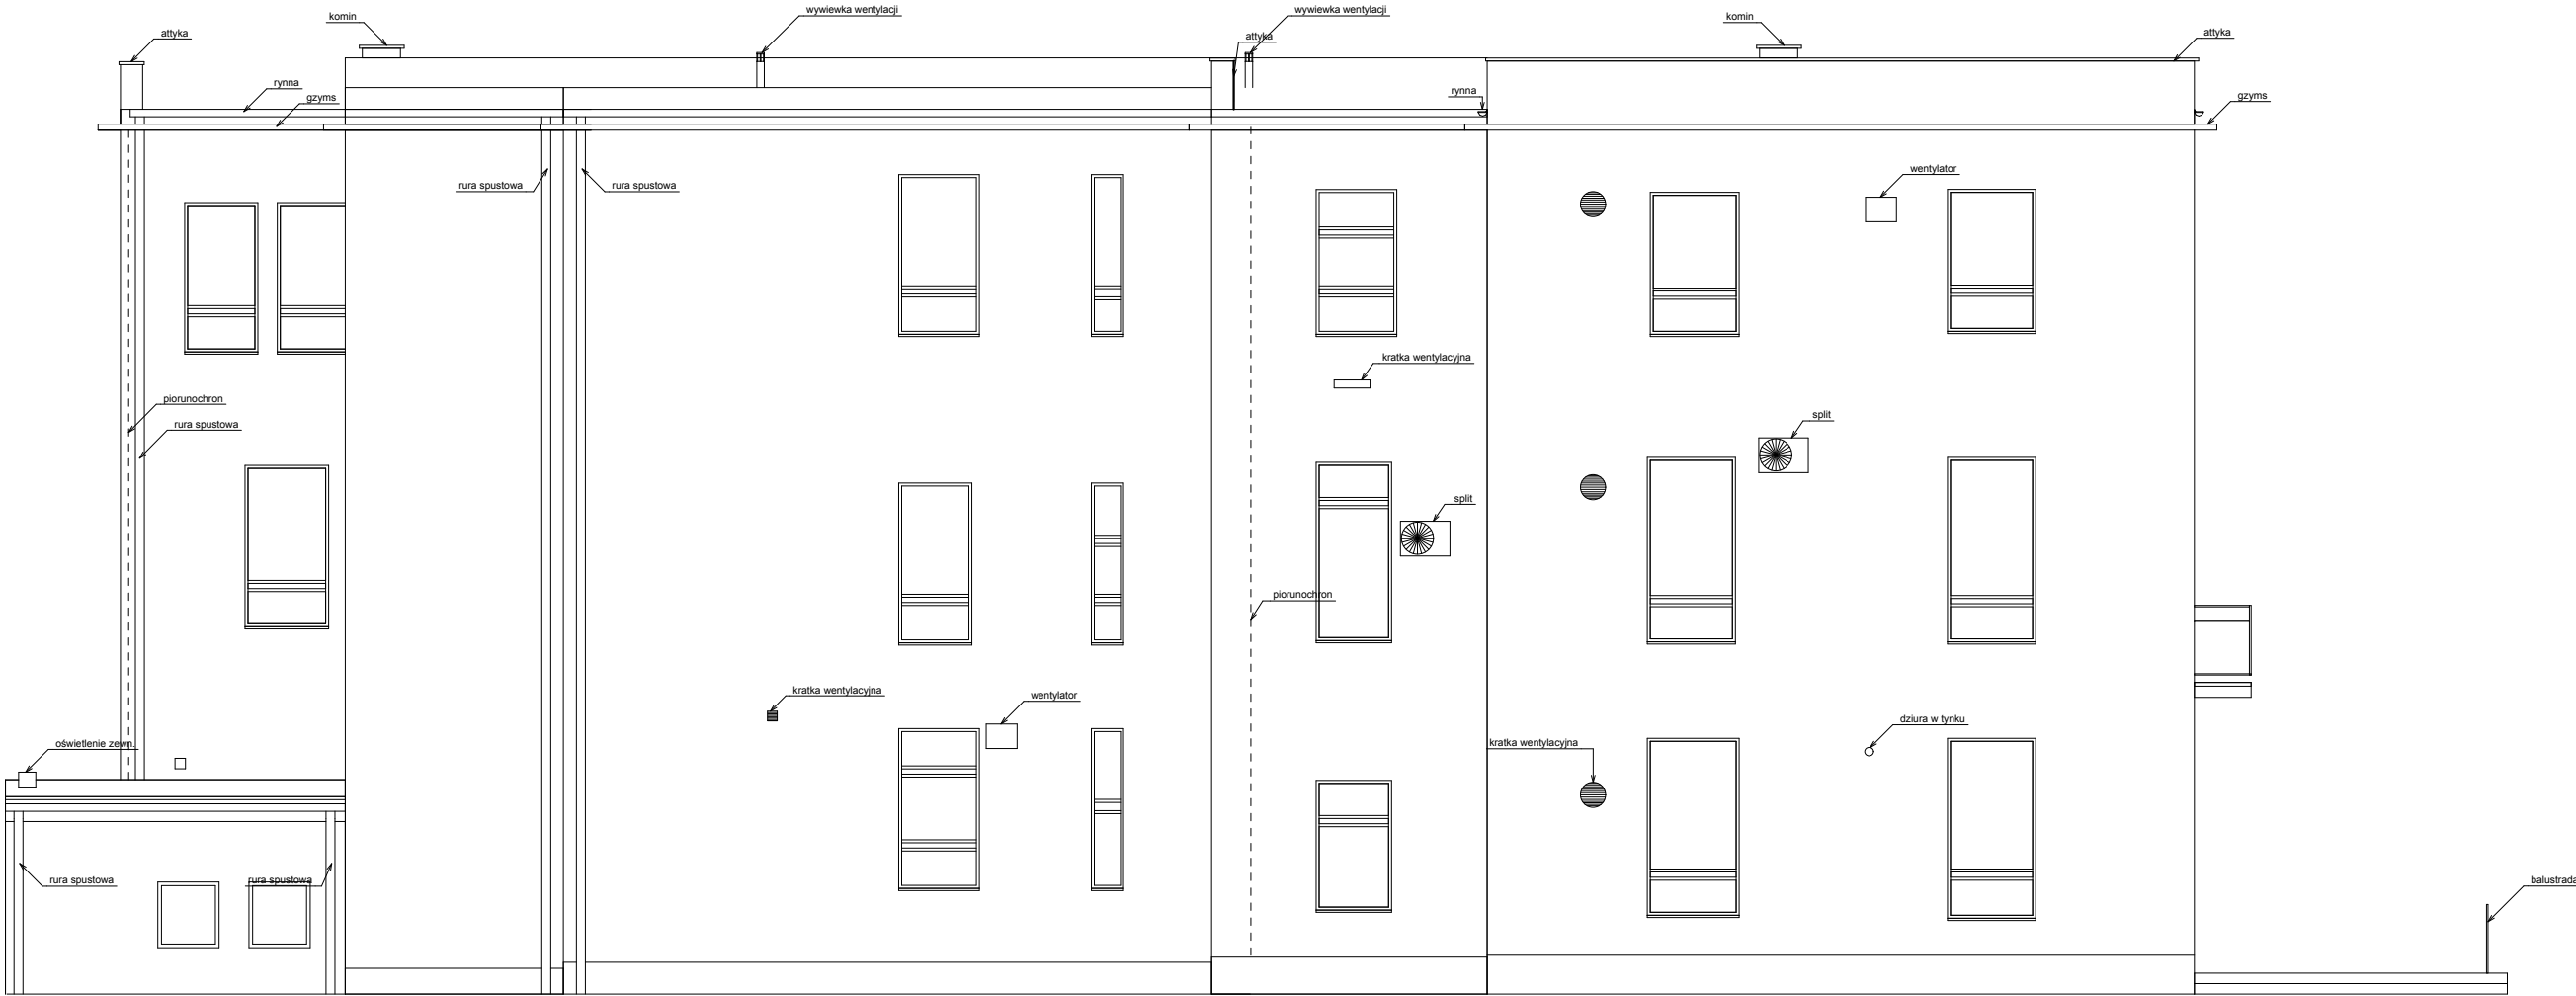 wywiewka wentylacji
wywiewka wentylacji
komin
komin
attyka
attyka
attyka
rynna
gzyms
rynna
gzyms
wentylator
rura spustowa
rura spustowa
kratka wentylacyjna
piorunochron
split
rura spustowa
split
piorunochron
kratka wentylacyjna
wentylator
dziura w tynku
oświetlenie zewn.
kratka wentylacyjna
rura spustowa
rura spustowa
balustrada